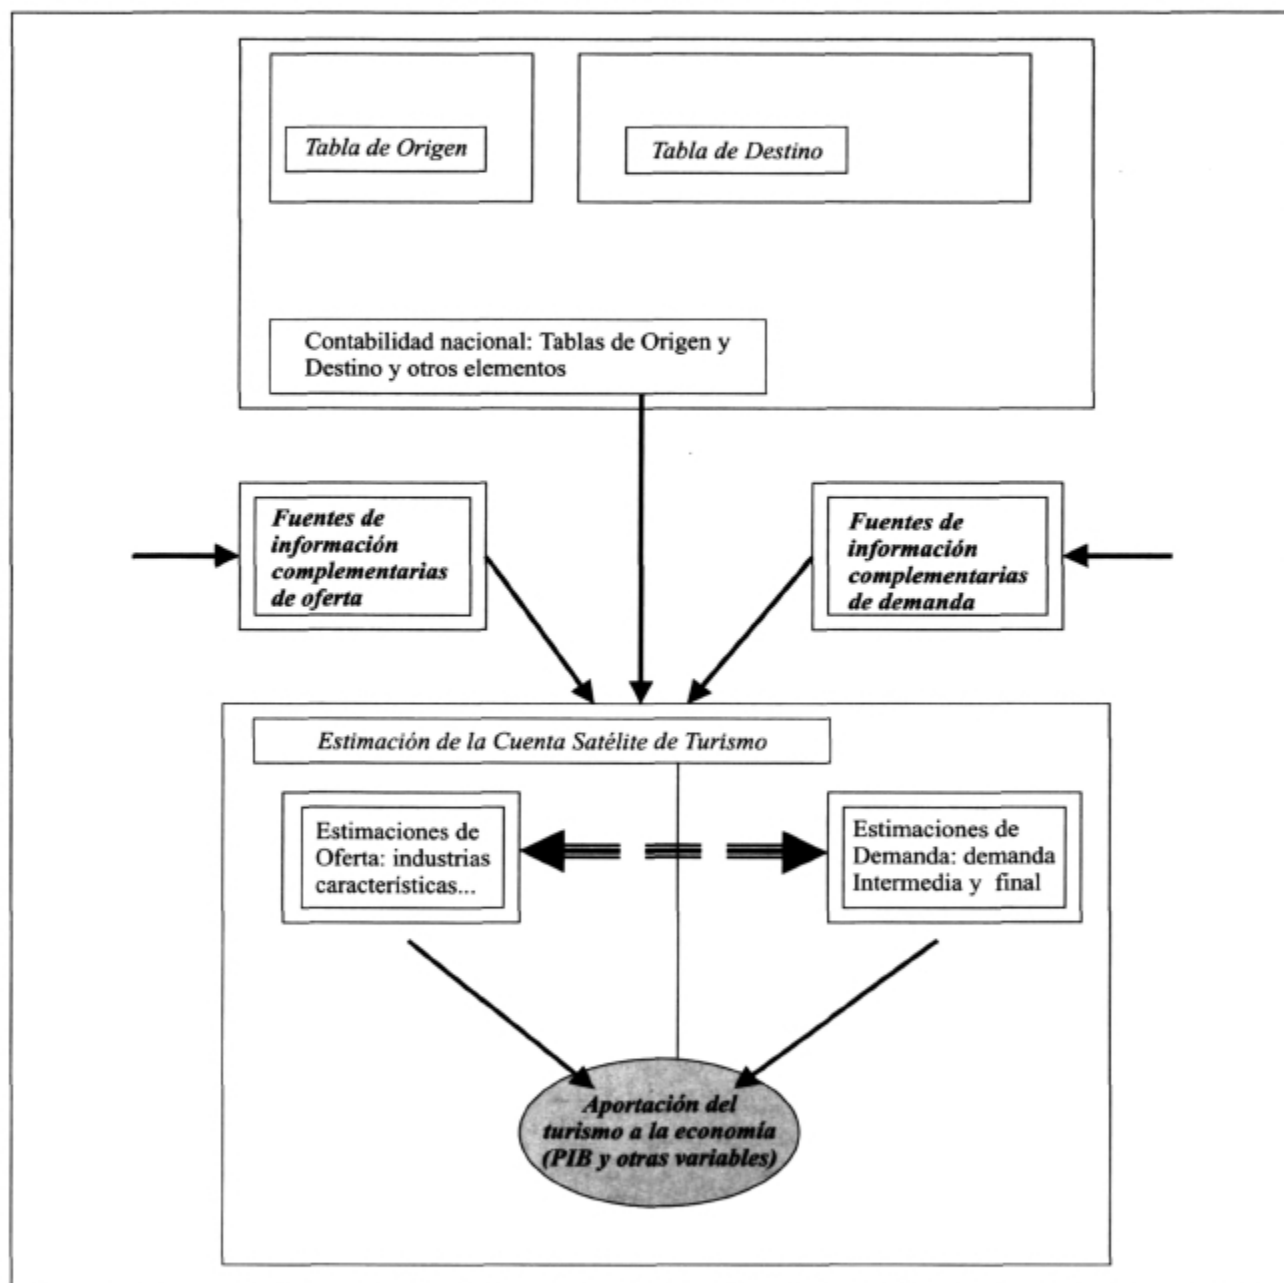 Tabla de Origen
Tabla de Destino
Contabilidad nacional: Tablas de Origen y
Destino y otros elementos
Fuentes de
información
complementarias
de oferta
Fuentes de
información
complementarias
de demanda
Estimación de la Cuenta Satélite de Turismo
Estimaciones de
Oferta: industrias
características...
Estimaciones de
Demanda: demanda
Intermedia y final
Aportación del
turismo a la economía
(PIB y otras variables)